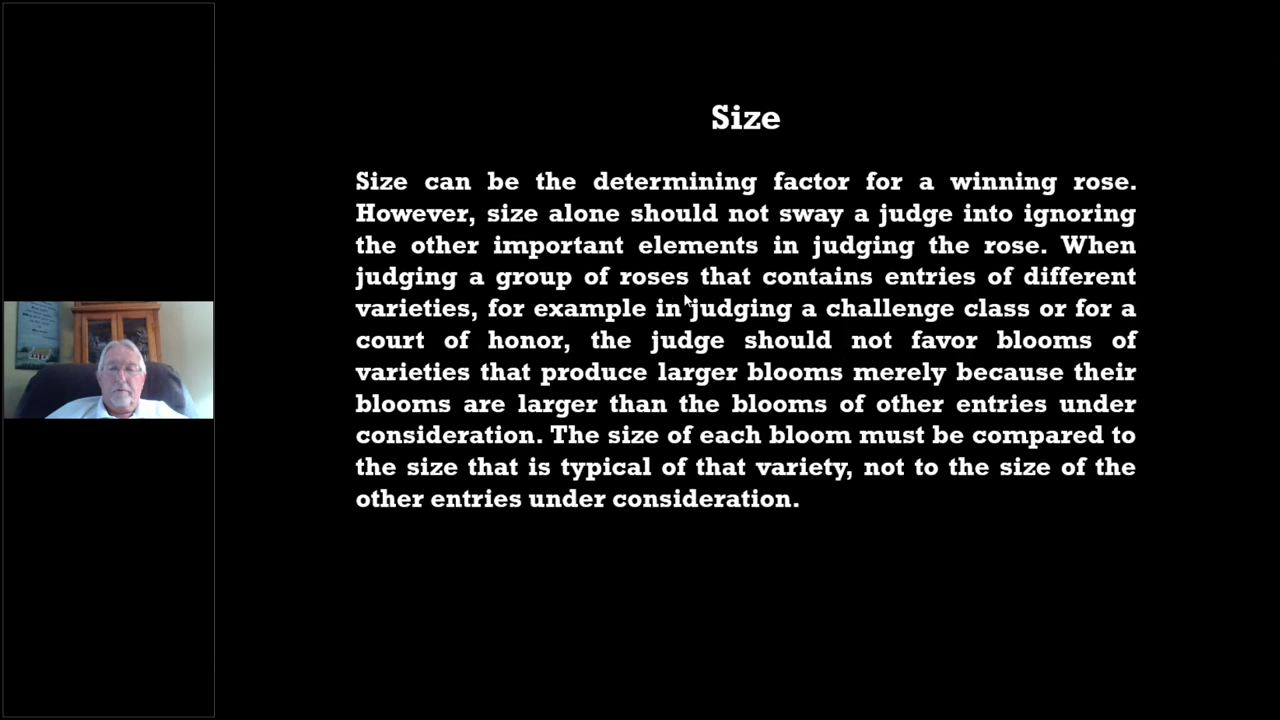 Size
Size can be the determining factor for a winning rose.
However, size alone should not sway a judge into ignoring
the other important elements in judging the rose. When
judging a group of roses that contains entries of different
varieties, for example in judging a challenge class or for a
court of honor, the judge should not favor blooms of
varieties that produce larger blooms merely because their
blooms are larger than the blooms of other entries under
consideration. The size of each bloom must be compared to
the size that is typical of that variety, not to the size of the
other entries under consideration.